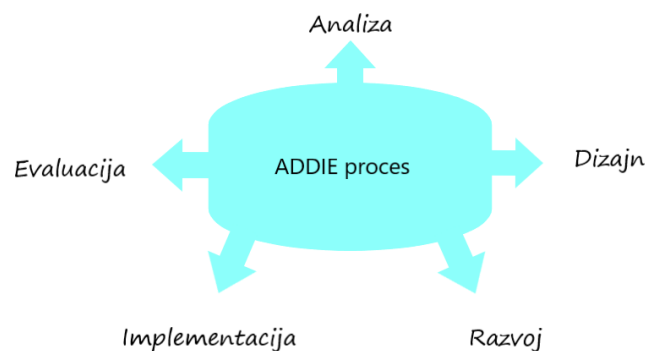 Analiza
Evaluacija
ADDIE proces
Dizajn
Implementacija
Razvoj